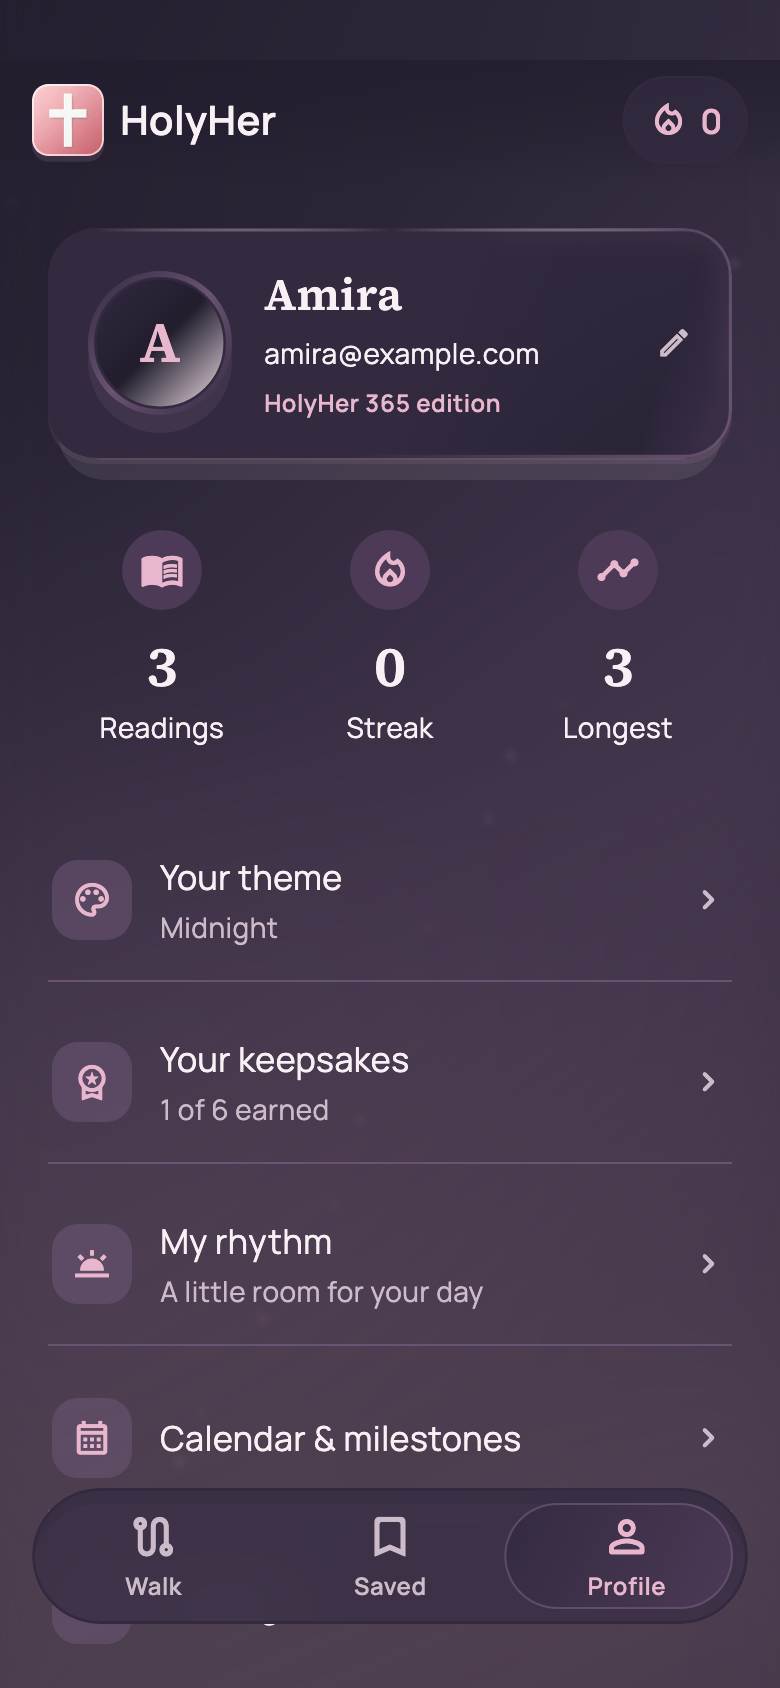 HolyHer
0
A
Amira
amira@example.com
HolyHer 365 edition
3
0
3
Readings
Streak
Longest
Your theme
Midnight
Your keepsakes
1 of 6 earned
My rhythm
A little room for your day
Calendar & milestones
Walk
Saved
Profile